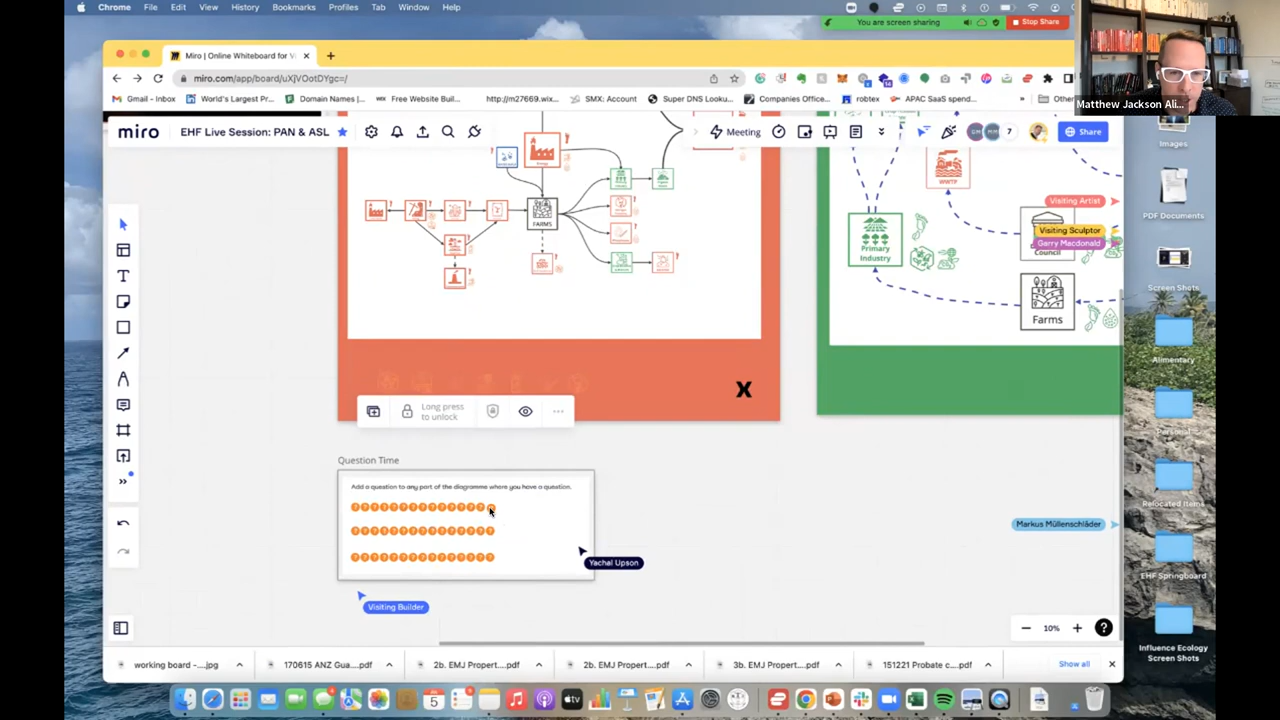 Chrome File Edit View History Bookmarks Profiles Tab Window Help
You are screen sharing Stop Share
Miro | Online Whiteboard for Vi
miro.com/app/board/uXjVOotDYgc=/
Gmail - Inbox World's Largest Pr... Domain Names |... Free Website Buil... http://m27669.wix... SMX: Account Super DNS Looku... Companies Office... robtex APAC SaaS spend... » Other
Matthew Jackson Ali...
miro EHF Live Session: PAN & ASL Meeting 7 Share
Images
WWTP
FARMS
Visiting Artist
PDF Documents
Visiting Sculptor
Council
Garry Macdonald
Primary
Industry
Screen Shots
Farms
Alimentary
X
Long press
to unlock
Personal
Question Time
Add a question to any part of the diagramme where you have a question.
Relocated Items
Markus Müllenschläder
Yachal Upson
EHF Springboard
Visiting Builder
10%
Influence Ecology
Screen Shots
working board -....jpg 170615 ANZ Gua....pdf 2b. EMJ Propert....pdf 2b. EMJ Propert....pdf 3b. EMJ Propert....pdf 151221 Probate c....pdf Show all
5